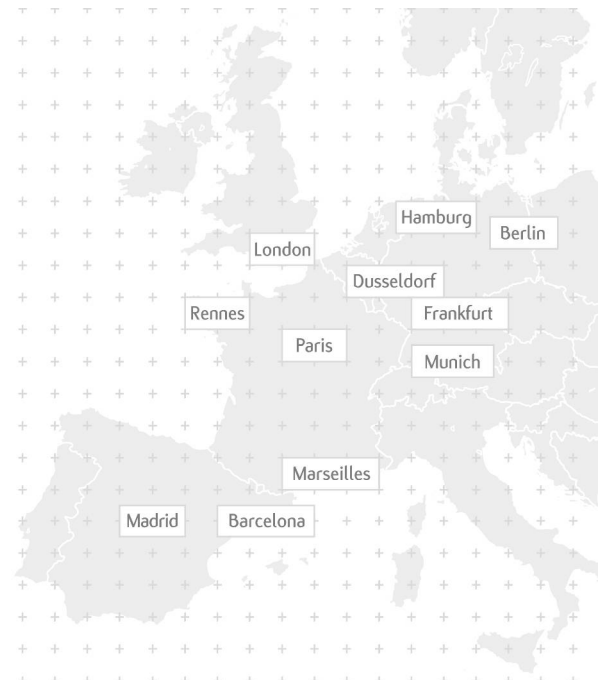 Hamburg
Berlin
London
Dusseldorf
Rennes
Frankfurt
Paris
Munich
Marseilles
Madrid
Barcelona